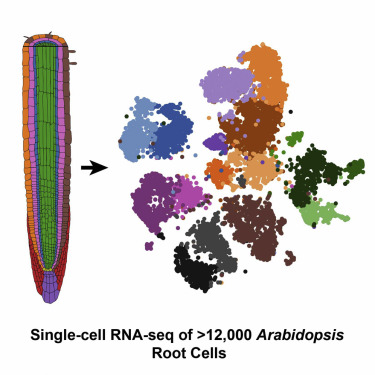 Single-cell RNA-seq of >12,000 Arabidopsis
Root Cells